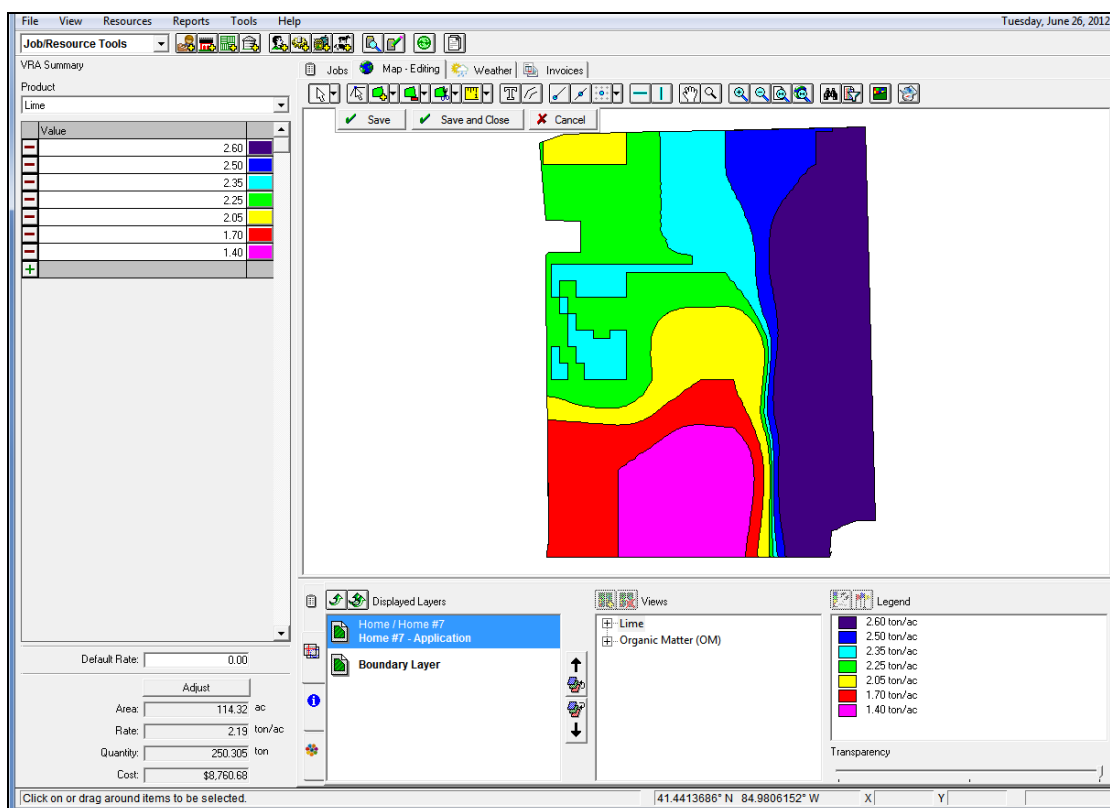 File View Resources Reports Tools Help Tuesday, June 26, 2012
Job/Resource Tools
VRA Summary
Jobs Map - Editing Weather Invoices
Product
Lime
Save Save and Close Cancel
Value
2.60
2.50
2.35
2.25
2.05
1.70
1.40
Displayed Layers
Home / Home #7
Home #7 - Application
Boundary Layer
Views
Lime
Organic Matter (OM)
Legend
2.60 ton/ac
2.50 ton/ac
2.35 ton/ac
2.25 ton/ac
2.05 ton/ac
1.70 ton/ac
1.40 ton/ac
Transparency
Default Rate: 0.00
Adjust
Area: 114.32 ac
Rate: 2.19 ton/ac
Quantity: 250.305 ton
Cost: $8,760.68
Click on or drag around items to be selected. 41.4413686° N 84.9806152° W X Y